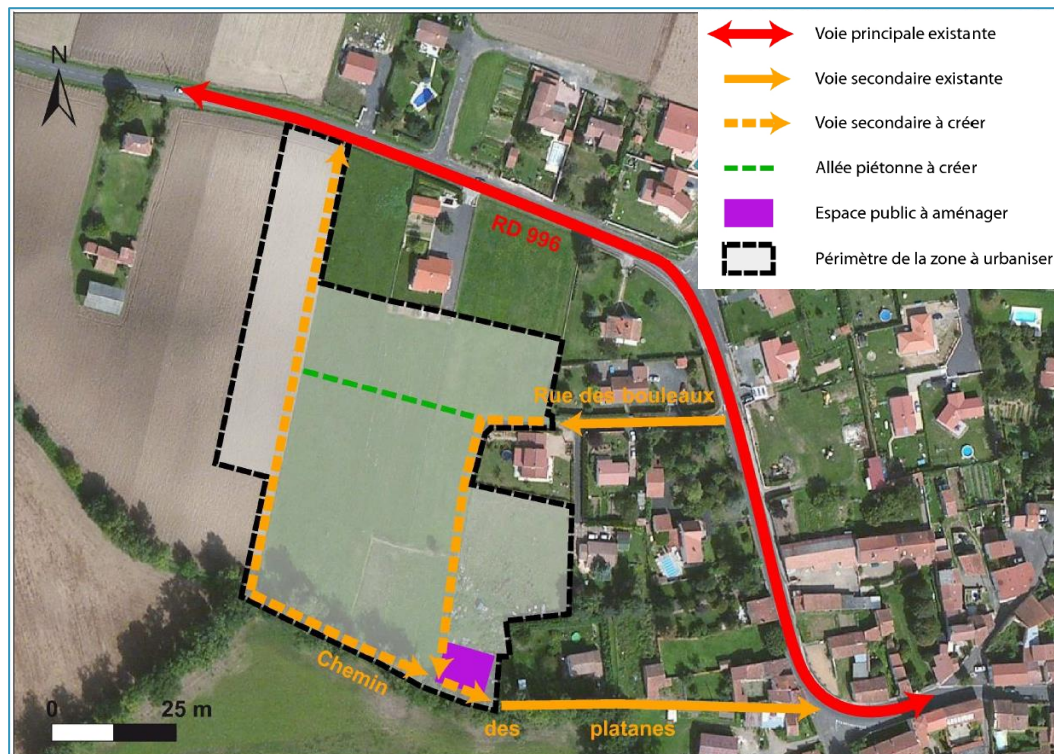 N
Voie principale existante
Voie secondaire existante
Voie secondaire à créer
Allée piétonne à créer
Espace public à aménager
Périmètre de la zone à urbaniser
RD 996
Rue des bouleaux
Chemin
des
platanes
0 25 m